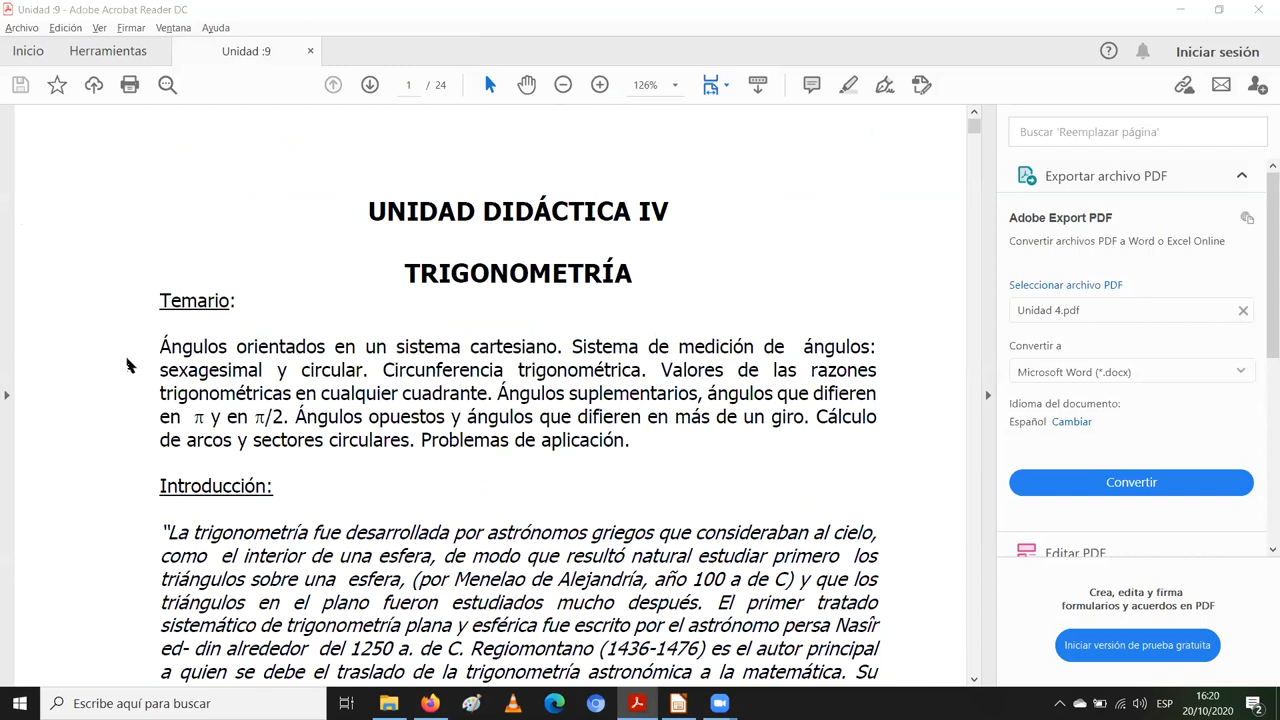 Unidad :9 - Adobe Acrobat Reader DC
Archivo Edición Ver Firmar Ventana Ayuda
Inicio Herramientas Unidad :9 × Iniciar sesión
1 / 24 126%
Buscar 'Reemplazar página'
Exportar archivo PDF
Adobe Export PDF
Convertir archivos PDF a Word o Excel Online
Seleccionar archivo PDF
Unidad 4.pdf
Convertir a
Microsoft Word (*.docx)
Idioma del documento:
Español Cambiar
Convertir
Editar PDF
Crea, edita y firma
formularios y acuerdos en PDF
Iniciar versión de prueba gratuita
UNIDAD DIDÁCTICA IV
TRIGONOMETRÍA
Temario:
Ángulos orientados en un sistema cartesiano. Sistema de medición de ángulos:
sexagesimal y circular. Circunferencia trigonométrica. Valores de las razones
trigonométricas en cualquier cuadrante. Ángulos suplementarios, ángulos que difieren
en π y en π/2. Ángulos opuestos y ángulos que difieren en más de un giro. Cálculo
de arcos y sectores circulares. Problemas de aplicación.
Introducción:
“La trigonometría fue desarrollada por astrónomos griegos que consideraban al cielo,
como el interior de una esfera, de modo que resultó natural estudiar primero los
triángulos sobre una esfera, (por Menelao de Alejandría, año 100 a de C) y que los
triángulos en el plano fueron estudiados mucho después. El primer tratado
sistemático de trigonometría plana y esférica fue escrito por el astrónomo persa Nasîr
ed- din alrededor del 1250 a. de C. Regiomontano (1436-1476) es el autor principal
a quien se debe el traslado de la trigonometría astronómica a la matemática. Su
Escribe aquí para buscar
ESP
16:20
20/10/2020
2